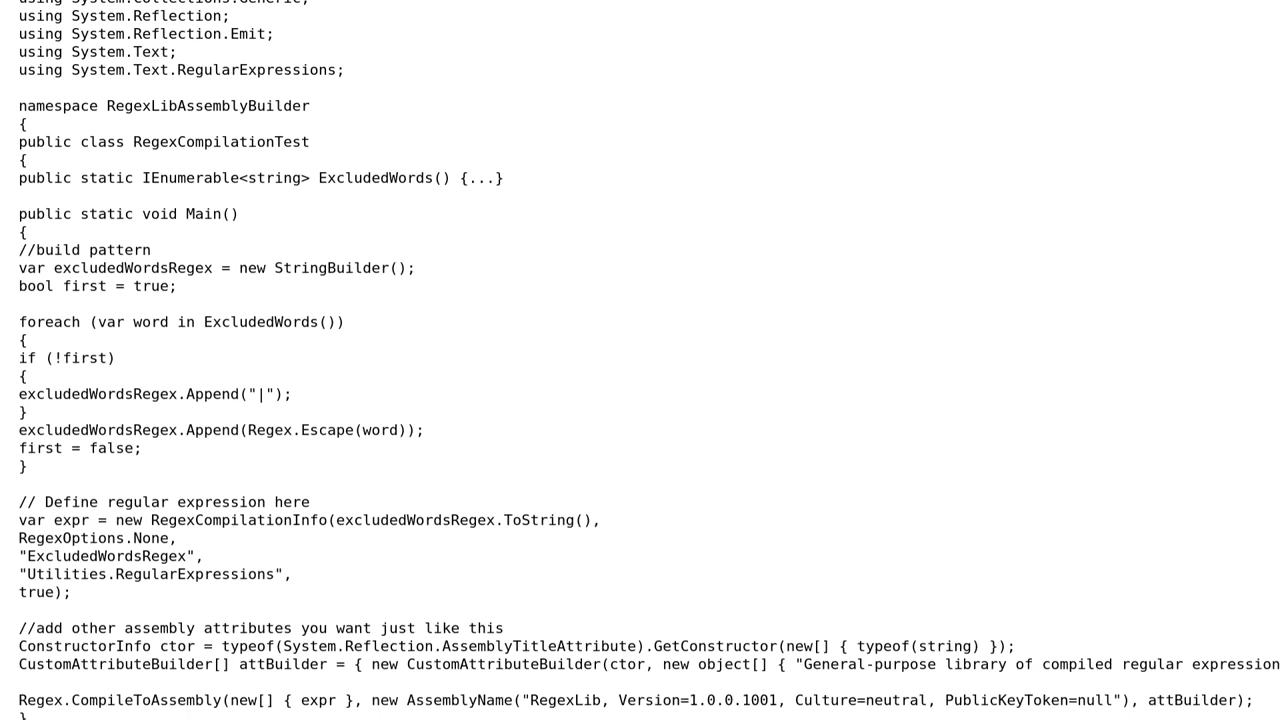 using System.Collections.Generic;
using System.Reflection;
using System.Reflection.Emit;
using System.Text;
using System.Text.RegularExpressions;
namespace RegexLibAssemblyBuilder
{
public class RegexCompilationTest
{
public static IEnumerable<string> ExcludedWords() {...}
public static void Main()
{
//build pattern
var excludedWordsRegex = new StringBuilder();
bool first = true;
foreach (var word in ExcludedWords())
{
if (!first)
{
excludedWordsRegex.Append("|");
}
excludedWordsRegex.Append(Regex.Escape(word));
first = false;
}
// Define regular expression here
var expr = new RegexCompilationInfo(excludedWordsRegex.ToString(),
RegexOptions.None,
"ExcludedWordsRegex",
"Utilities.RegularExpressions",
true);
//add other assembly attributes you want just like this
ConstructorInfo ctor = typeof(System.Reflection.AssemblyTitleAttribute).GetConstructor(new[] { typeof(string) });
CustomAttributeBuilder[] attBuilder = { new CustomAttributeBuilder(ctor, new object[] { "General-purpose library of compiled regular expression
Regex.CompileToAssembly(new[] { expr }, new AssemblyName("RegexLib, Version=1.0.0.1001, Culture=neutral, PublicKeyToken=null"), attBuilder);
}